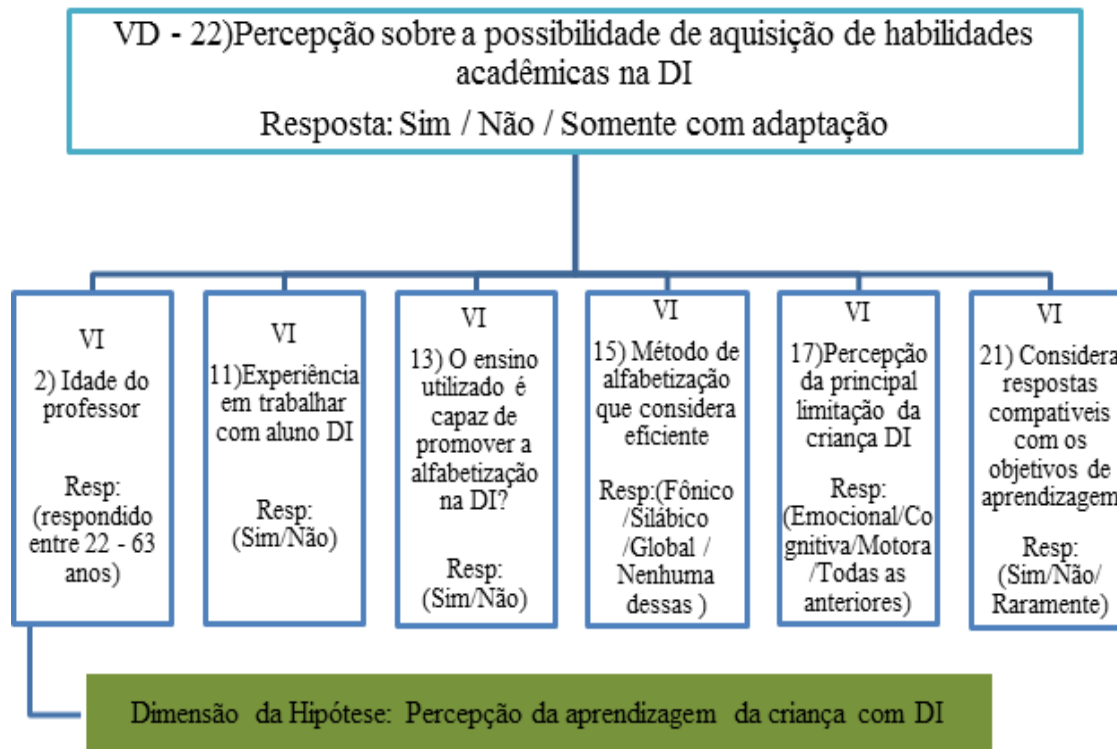 VD - 22)Percepção sobre a possibilidade de aquisição de habilidades
acadêmicas na DI
Resposta: Sim / Não / Somente com adaptação
VI
2) Idade do
professor
Resp:
(respondido
entre 22 - 63
anos)
VI
11)Experiência
em trabalhar
com aluno DI
Resp:
(Sim/Não)
VI
13) O ensino
utilizado é
capaz de
promover a
alfabetização
na DI?
Resp:
(Sim/Não)
VI
15) Método de
alfabetização
que considera
eficiente
Resp:(Fônico
/Silábico
/Global /
Nenhuma
dessas )
VI
17)Percepção
da principal
limitação da
criança DI
Resp:
(Emocional/Co
gnitiva/Motora
/Todas as
anteriores)
VI
21) Considera
respostas
compatíveis
com os
objetivos de
aprendizagem
Resp:
(Sim/Não/
Raramente)
Dimensão da Hipótese: Percepção da aprendizagem da criança com DI